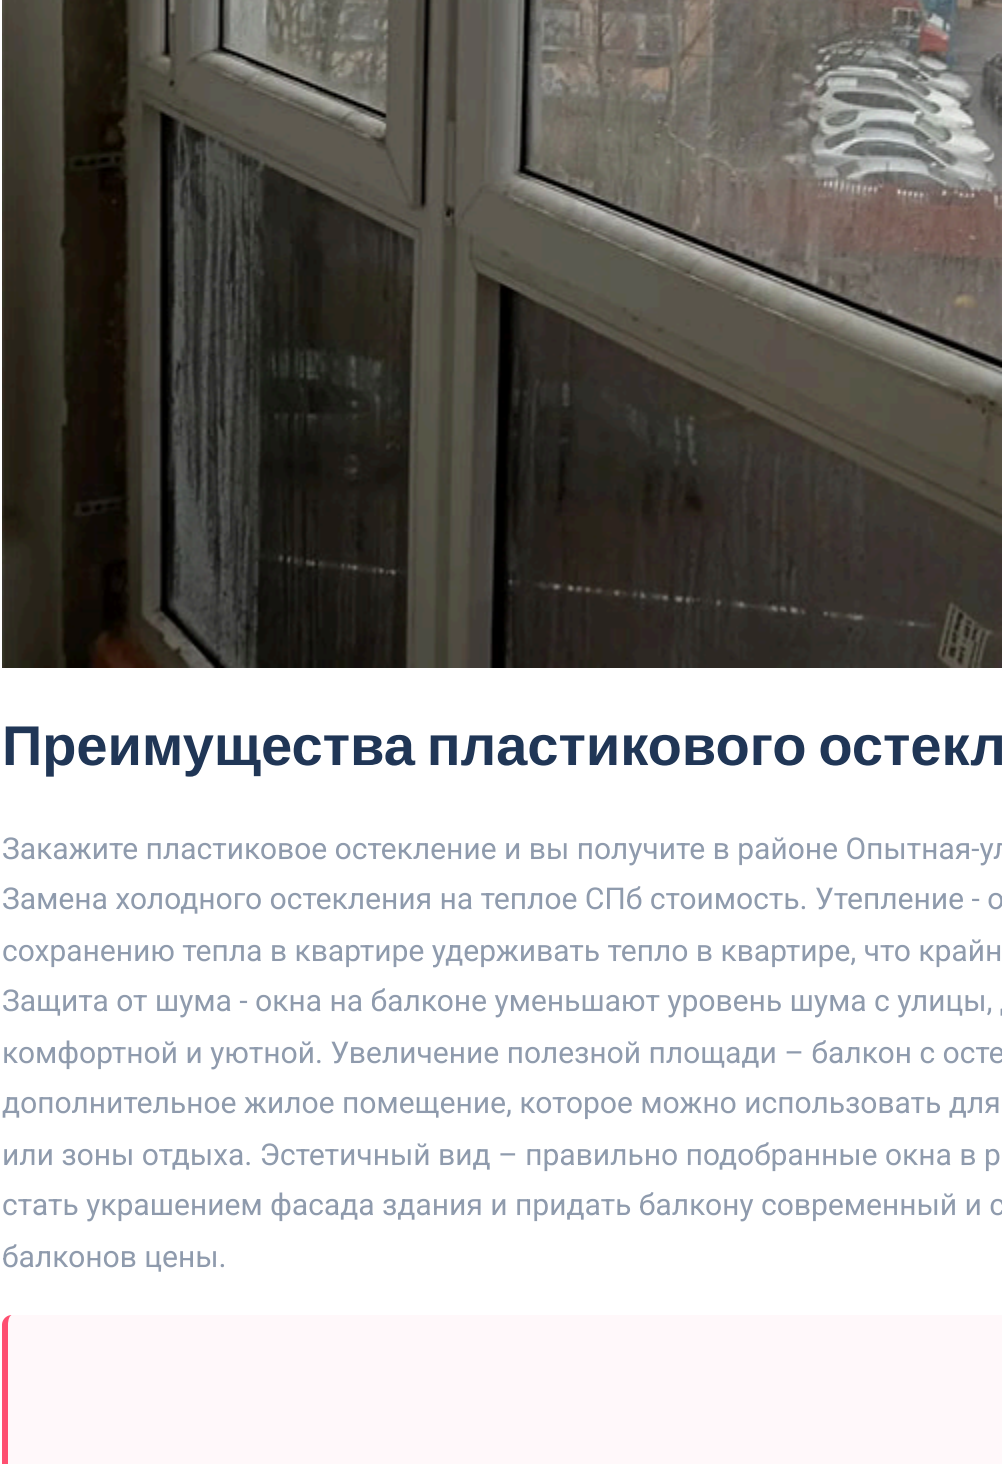 Преимущества пластикового остекл
Закажите пластиковое остекление и вы получите в районе Опытная-ул
Замена холодного остекления на теплое СПб стоимость. Утепление - о
сохранению тепла в квартире удерживать тепло в квартире, что крайн
Защита от шума - окна на балконе уменьшают уровень шума с улицы,
комфортной и уютной. Увеличение полезной площади – балкон с осте
дополнительное жилое помещение, которое можно использовать для
или зоны отдыха. Эстетичный вид – правильно подобранные окна в р
стать украшением фасада здания и придать балкону современный и с
балконов цены.